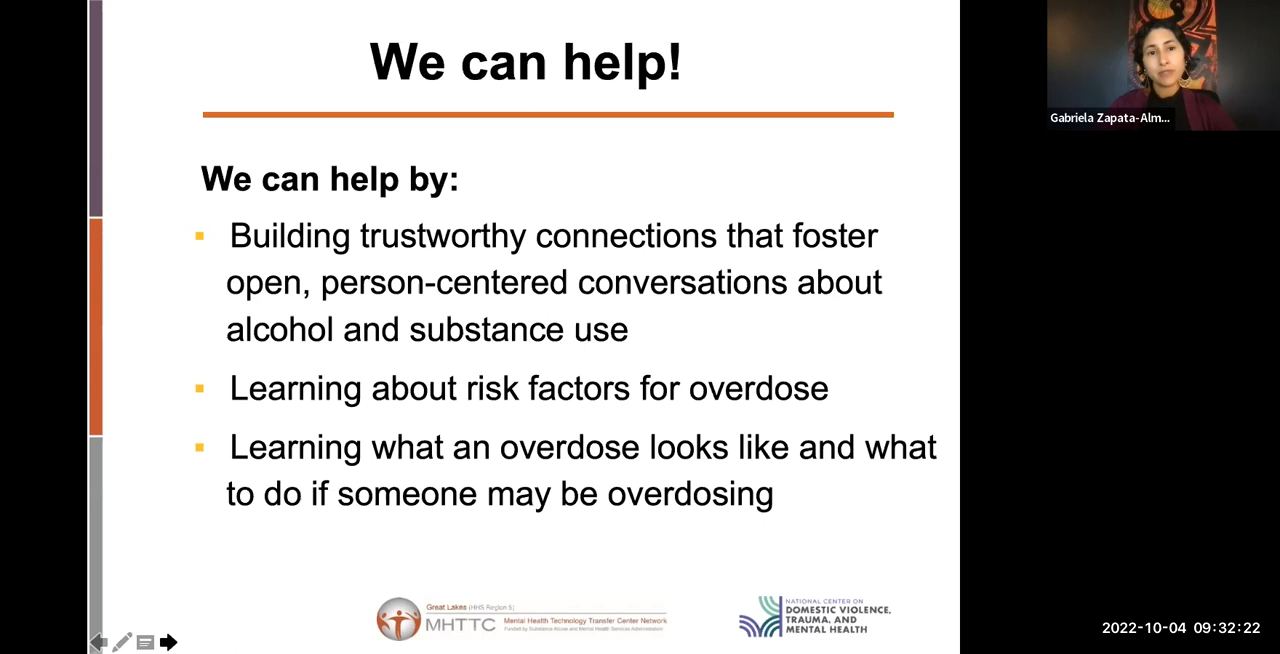 We can help!
We can help by:
▪ Building trustworthy connections that foster
open, person-centered conversations about
alcohol and substance use
▪ Learning about risk factors for overdose
▪ Learning what an overdose looks like and what
to do if someone may be overdosing
Great Lakes (HHS Region 5)
MHTTC
Mental Health Technology Transfer Center Network
Funded by Substance Abuse and Mental Health Services Administration
NATIONAL CENTER ON
DOMESTIC VIOLENCE,
TRAUMA, AND
MENTAL HEALTH
Gabriela Zapata-Alm...
2022-10-04 09:32:22